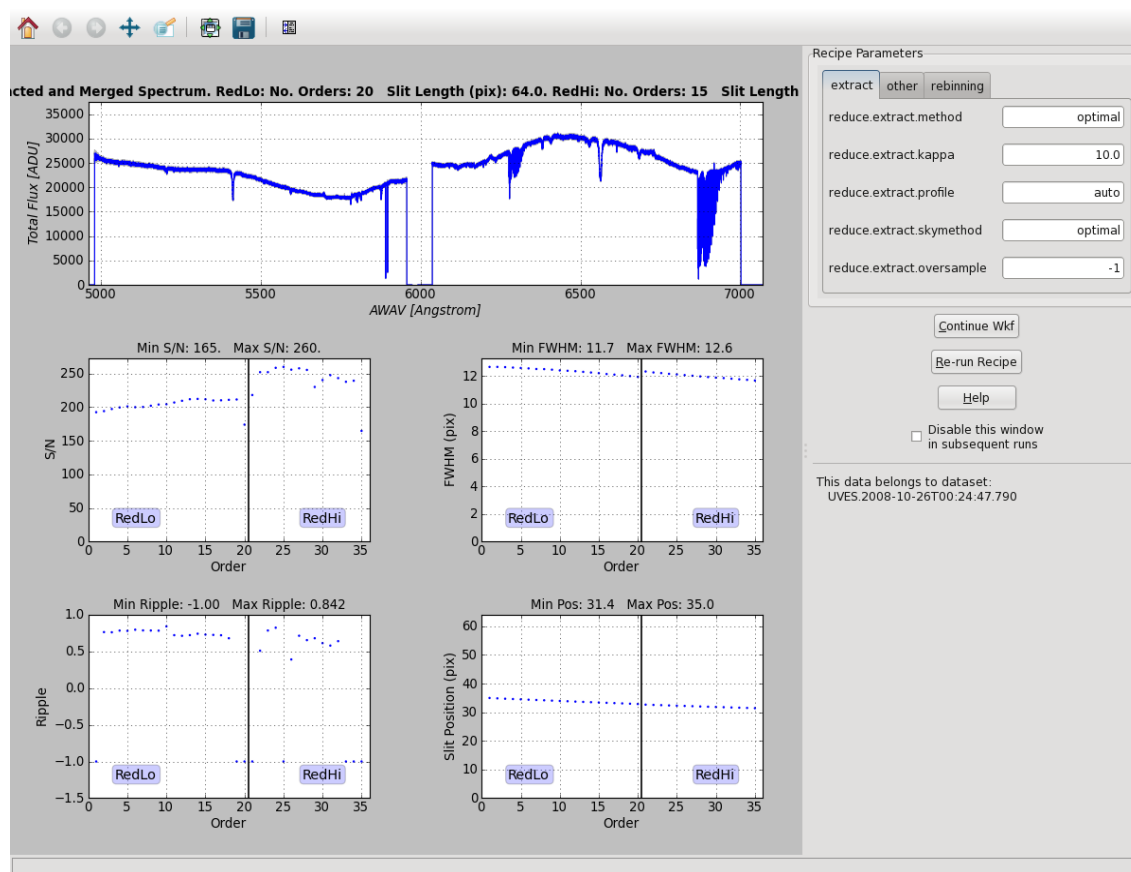 acted and Merged Spectrum. RedLo: No. Orders: 20 Slit Length (pix): 64.0. RedHi: No. Orders: 15 Slit Length
35000
30000
25000
20000
15000
10000
5000
0
Total Flux [ADU]
5000 5500 6000 6500 7000
AWAV [Angstrom]
Min S/N: 165. Max S/N: 260.
250
200
150
100
50
0
S/N
RedLo RedHi
0 5 10 15 20 25 30 35
Order
Min FWHM: 11.7 Max FWHM: 12.6
12
10
8
6
4
2
0
FWHM (pix)
RedLo RedHi
0 5 10 15 20 25 30 35
Order
Min Ripple: -1.00 Max Ripple: 0.842
1.0
0.5
0.0
−0.5
−1.0
−1.5
Ripple
RedLo RedHi
0 5 10 15 20 25 30 35
Order
Min Pos: 31.4 Max Pos: 35.0
60
50
40
30
20
10
0
Slit Position (pix)
RedLo RedHi
0 5 10 15 20 25 30 35
Order
Recipe Parameters
extract other rebinning
reduce.extract.method optimal
reduce.extract.kappa 10.0
reduce.extract.profile auto
reduce.extract.skymethod optimal
reduce.extract.oversample -1
Continue Wkf
Re-run Recipe
Help
Disable this window
in subsequent runs
This data belongs to dataset:
UVES.2008-10-26T00:24:47.790